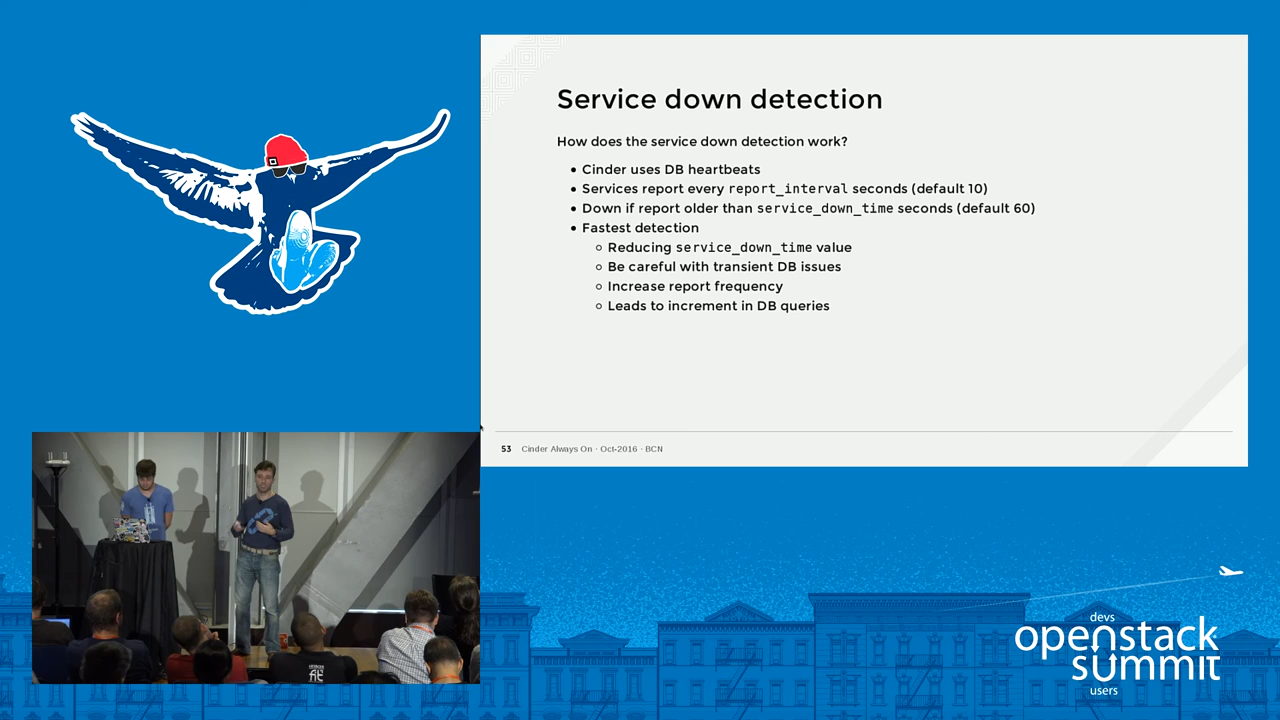 Service down detection
How does the service down detection work?
• Cinder uses DB heartbeats
• Services report every report_interval seconds (default 10)
• Down if report older than service_down_time seconds (default 60)
• Fastest detection
○ Reducing service_down_time value
○ Be careful with transient DB issues
○ Increase report frequency
○ Leads to increment in DB queries
53 Cinder Always On · Oct-2016 · BCN
devs
openstack
summit
users